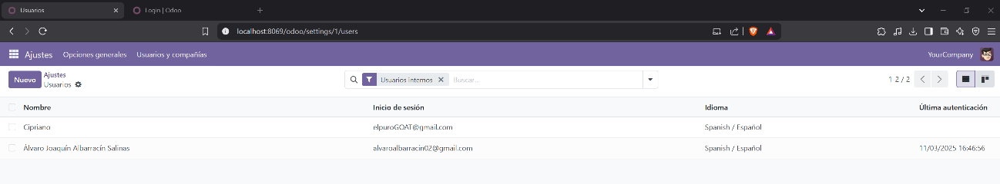 Usuarios
Login | Odoo
localhost:8069/odoo/settings/1/users
Ajustes Opciones generales Usuarios y compañías YourCompany
Nuevo Ajustes
Usuarios
Usuarios internos Buscar...
1-2 / 2
Nombre Inicio de sesión Idioma Última autenticación
Cipriano elpuroGOAT@gmail.com Spanish / Español
Álvaro Joaquín Albarracín Salinas alvaroalbarracin02@gmail.com Spanish / Español 11/03/2025 16:46:56